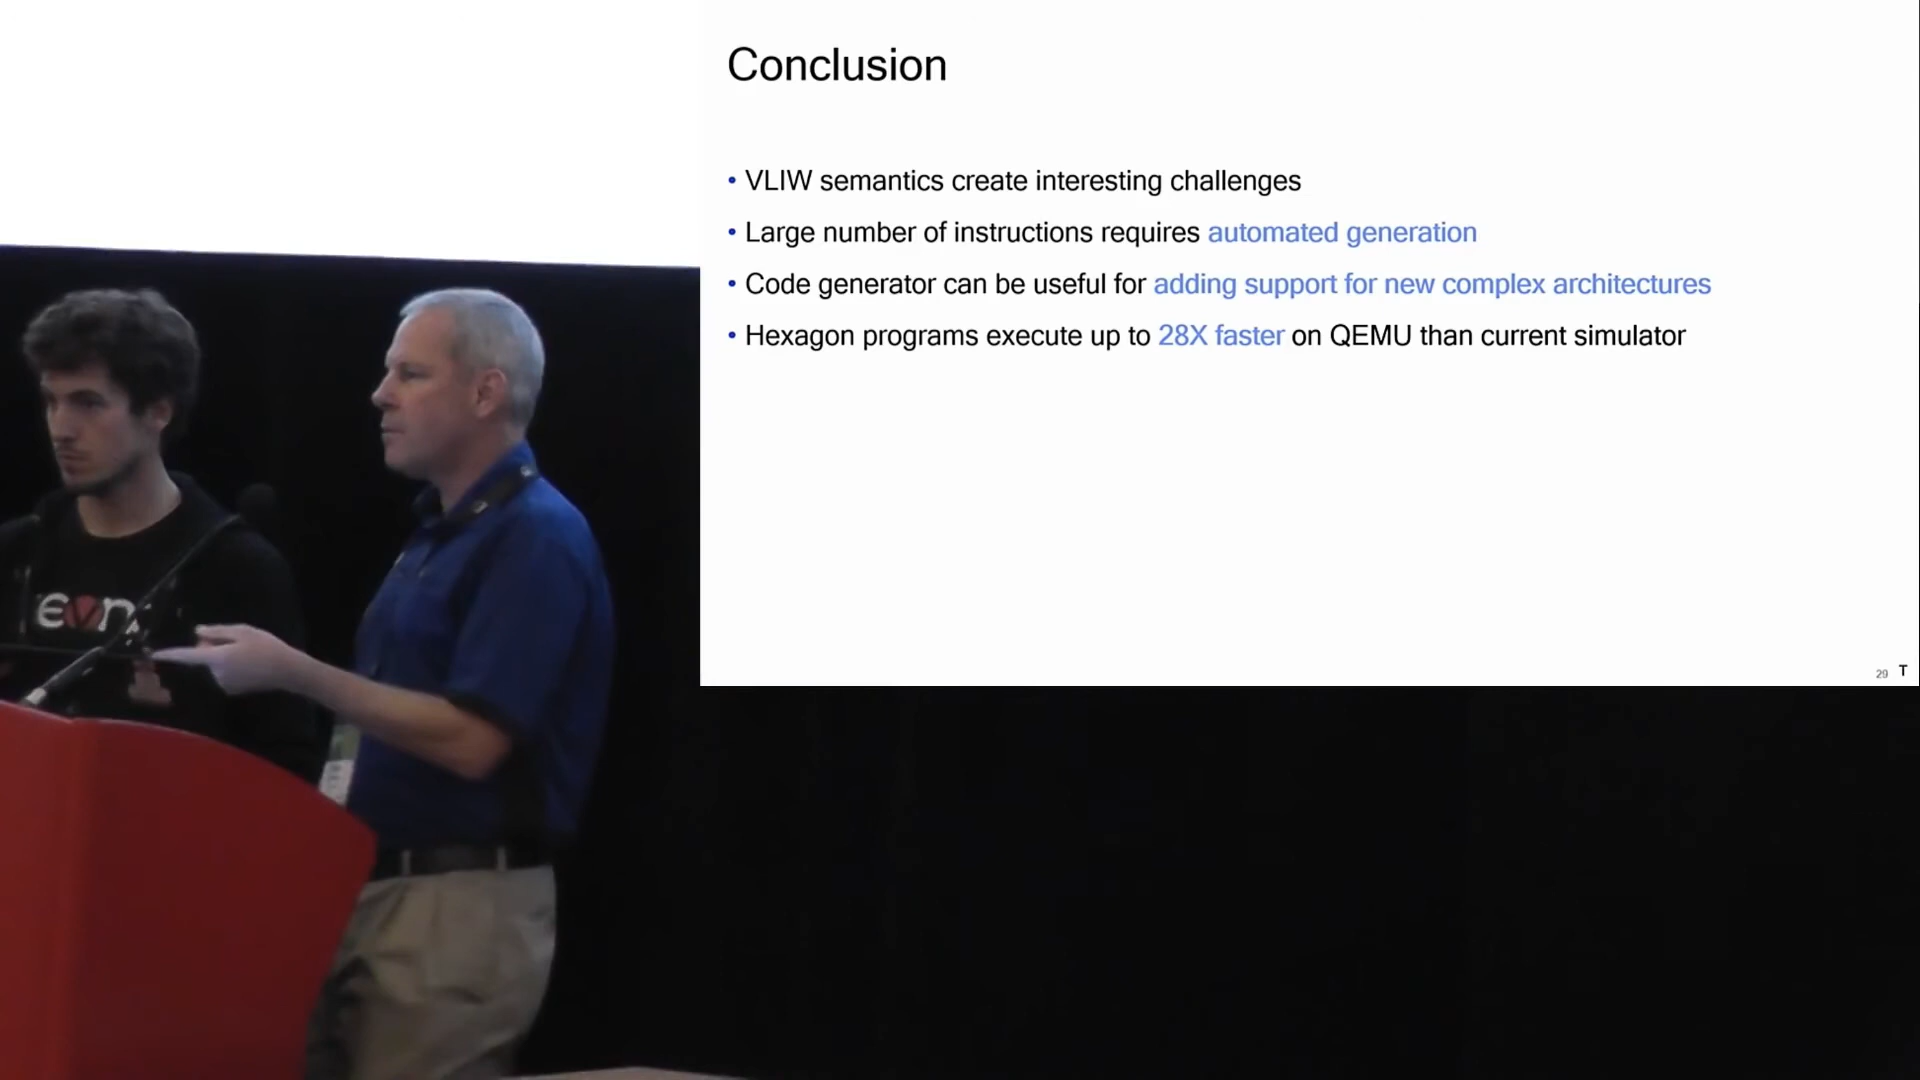 Conclusion
• VLIW semantics create interesting challenges
• Large number of instructions requires automated generation
• Code generator can be useful for adding support for new complex architectures
• Hexagon programs execute up to 28X faster on QEMU than current simulator
29 T